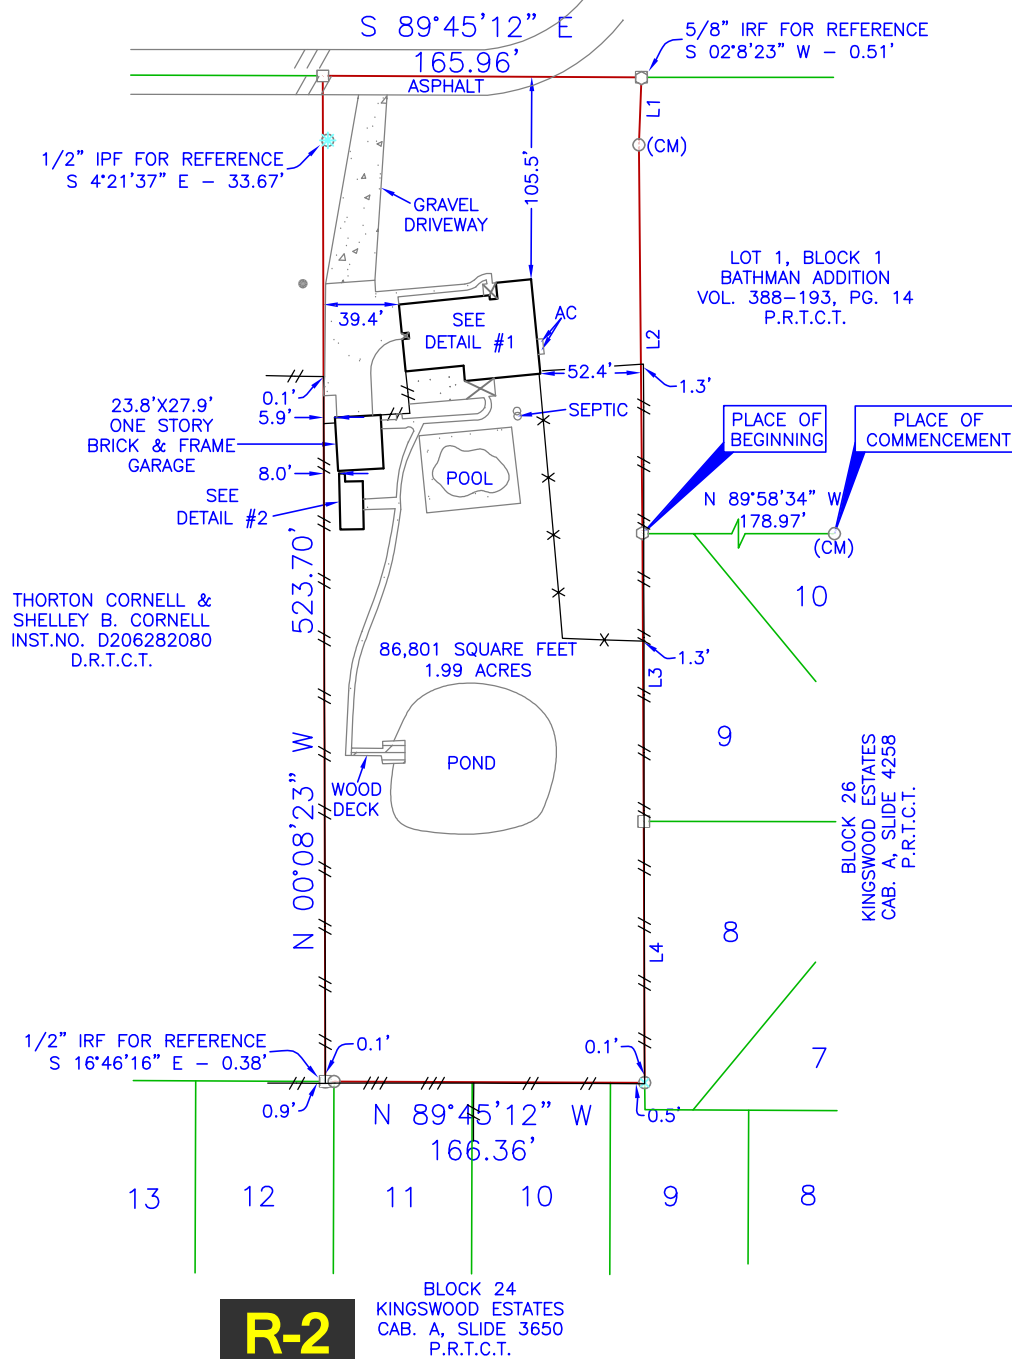 S 89°45'12" E
165.96'
ASPHALT
5/8" IRF FOR REFERENCE
S 02°8'23" W - 0.51'
L1
(CM)
1/2" IPF FOR REFERENCE
S 4°21'37" E - 33.67'
105.5'
GRAVEL
DRIVEWAY
LOT 1, BLOCK 1
BATHMAN ADDITION
VOL. 388-193, PG. 14
P.R.T.C.T.
39.4'
SEE
DETAIL #1
AC
L2
52.4'
1.3'
0.1'
5.9'
SEPTIC
23.8'X27.9'
ONE STORY
BRICK & FRAME
GARAGE
PLACE OF
BEGINNING
PLACE OF
COMMENCEMENT
8.0'
POOL
SEE
DETAIL #2
N 89°58'34" W
178.97'
(CM)
523.70'
10
THORTON CORNELL &
SHELLEY B. CORNELL
INST.NO. D206282080
D.R.T.C.T.
86,801 SQUARE FEET
1.99 ACRES
1.3'
L3
9
N 00°08'23" W
POND
WOOD
DECK
BLOCK 26
KINGSWOOD ESTATES
CAB. A, SLIDE 4258
P.R.T.C.T.
8
L4
1/2" IRF FOR REFERENCE
S 16°46'16" E - 0.38'
0.1'
0.1'
7
0.9'
N 89°45'12" W
166.36'
0.5'
13
12
11
10
9
8
BLOCK 24
KINGSWOOD ESTATES
CAB. A, SLIDE 3650
P.R.T.C.T.
R-2